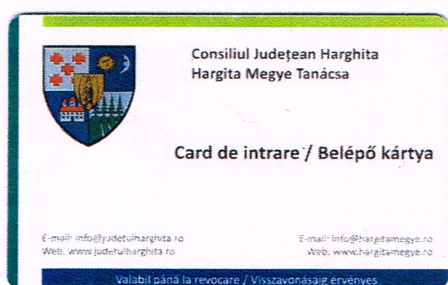 Consiliul Județean Harghita
Hargita Megye Tanácsa
Card de intrare / Belépő kártya
E-mail: info@judetulharghita.ro
Web: www.judetulharghita.ro
E-mail: info@hargitamegye.ro
Web: www.hargitamegye.ro
Valabil până la revocare / Visszavonásáig érvényes